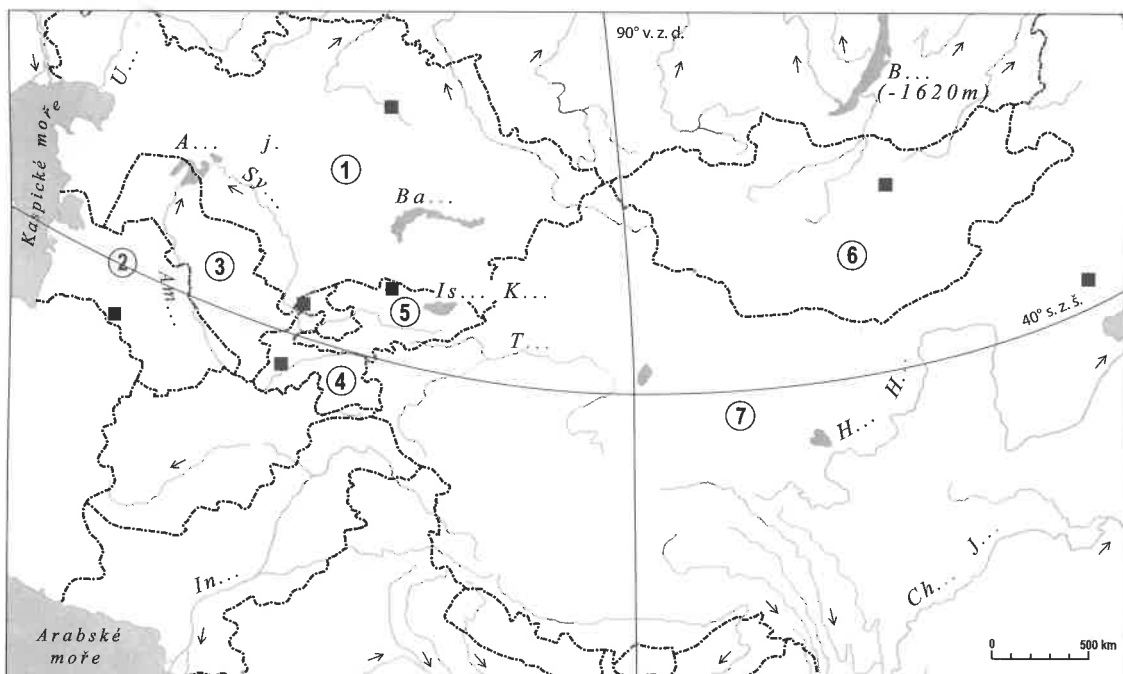 90° v. z. d.
B...
(-1620m)
U...
Kaspické moře
A... j.
Sy...
1
Ba...
2
3
Am...
6
5
Is... K...
40° s. z. š.
T...
4
H... H...
7
In...
Ch... J...
Arabské
moře
0 500 km